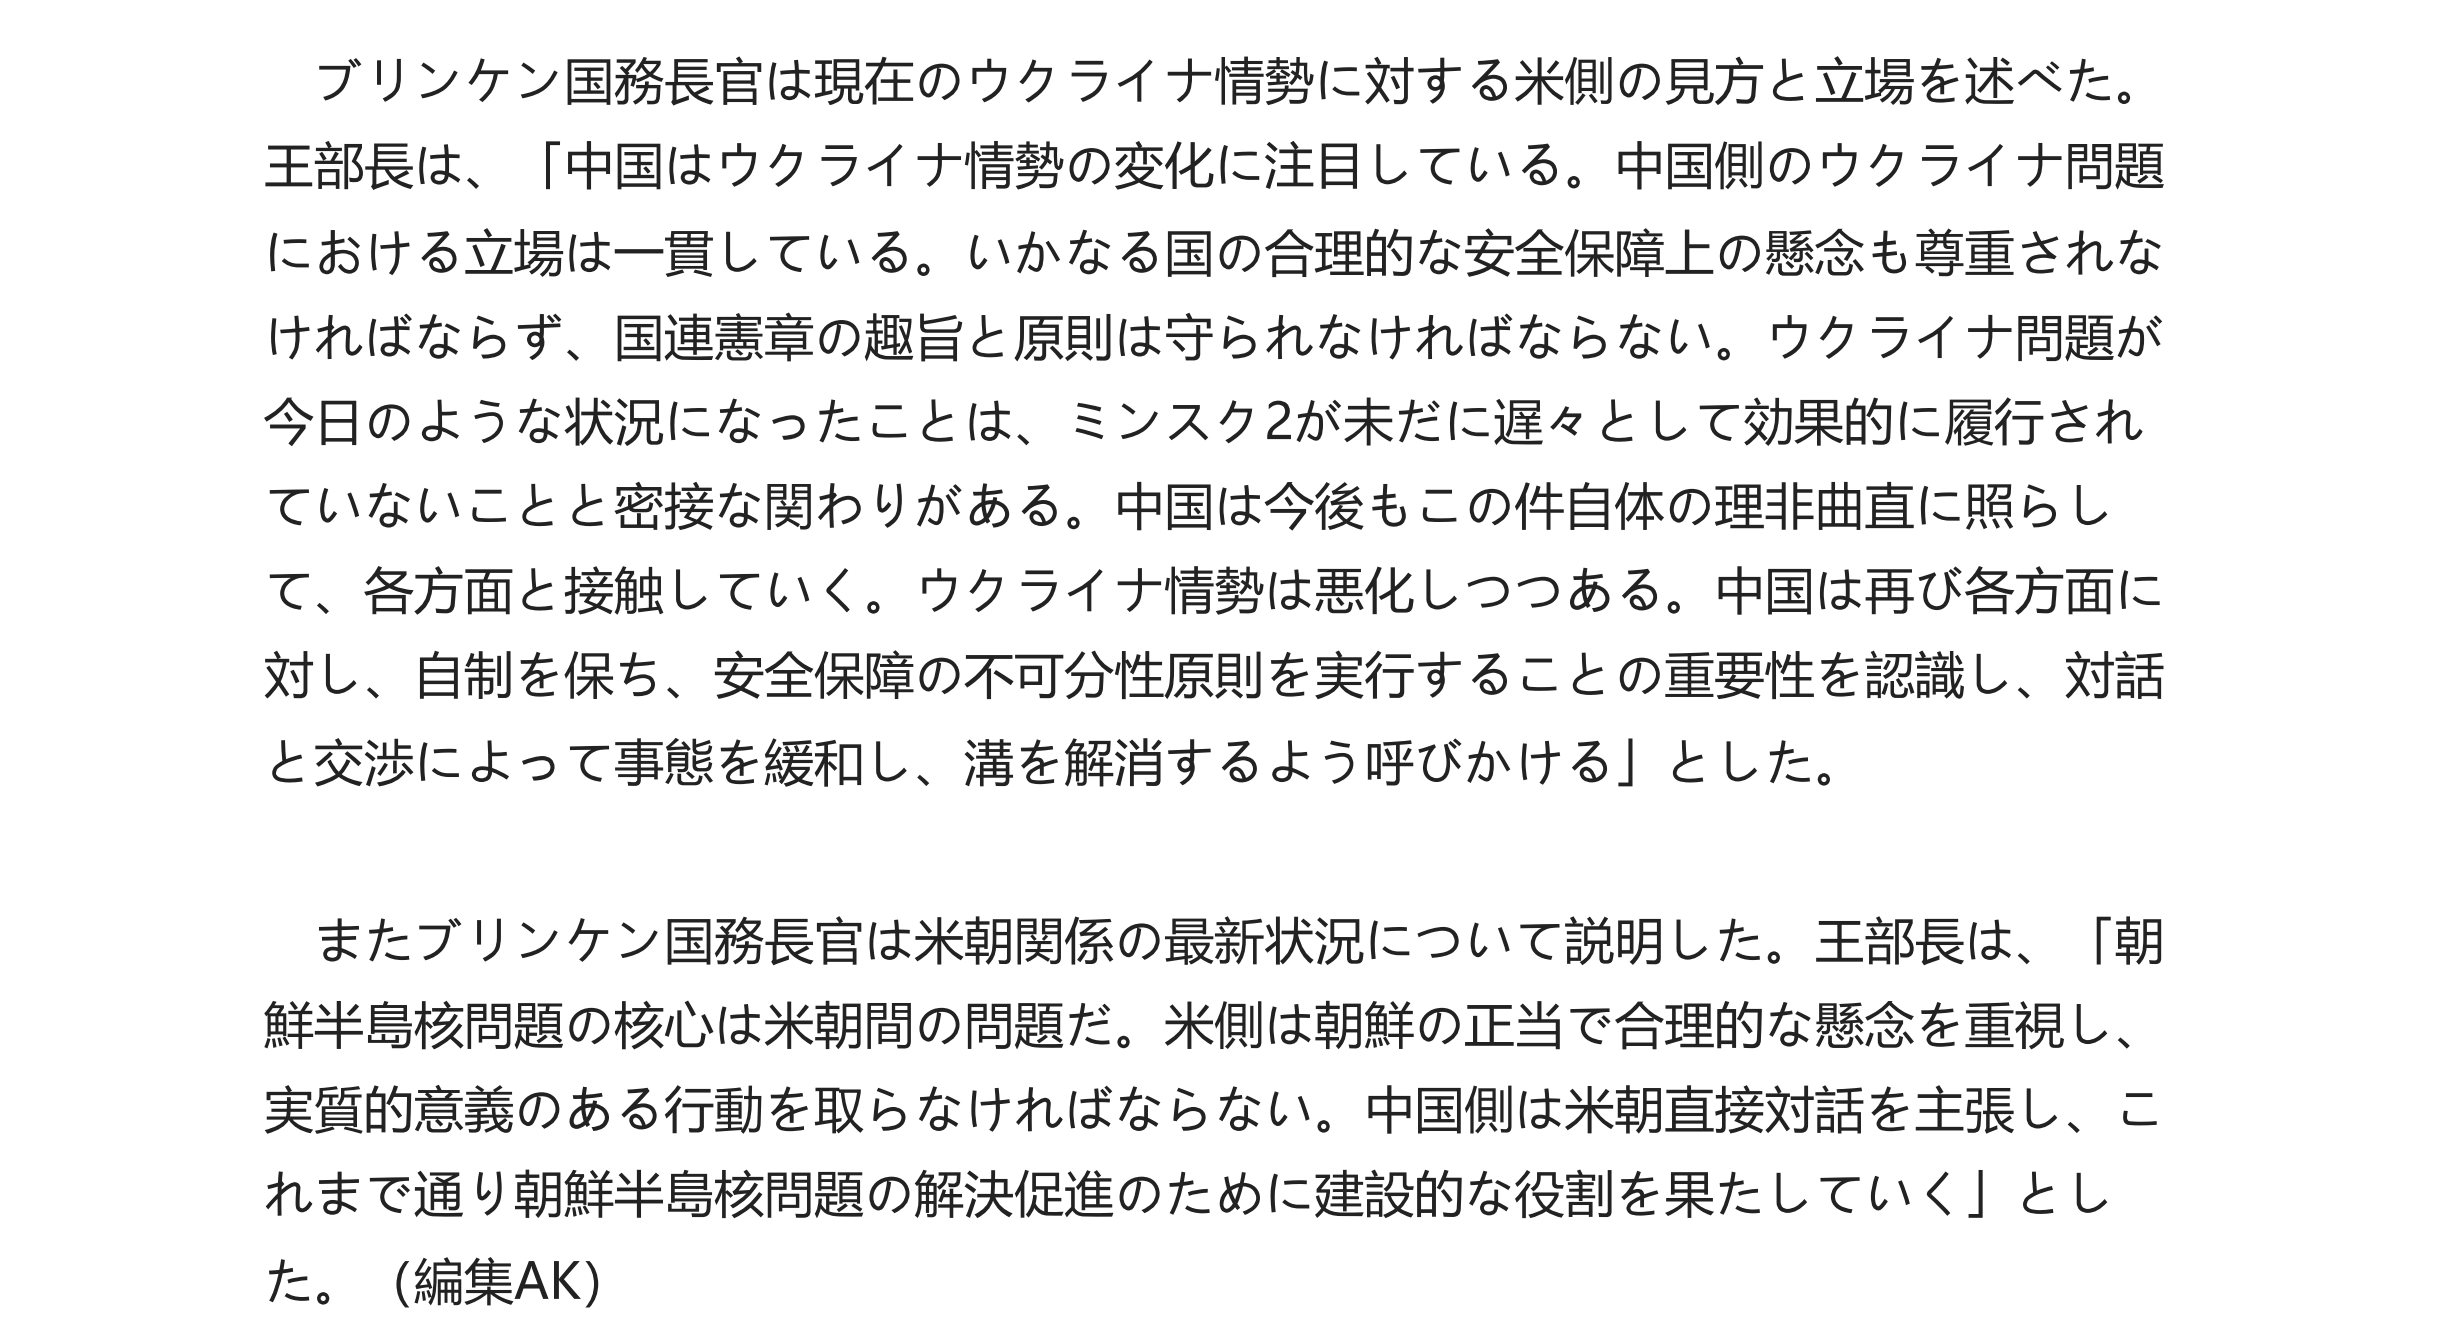 ブリンケン国務長官は現在のウクライナ情勢に対する米側の見方と立場を述べた。
王部長は、「中国はウクライナ情勢の変化に注目している。中国側のウクライナ問題
における立場は一貫している。いかなる国の合理的な安全保障上の懸念も尊重されな
ければならず、国連憲章の趣旨と原則は守られなければならない。ウクライナ問題が
今日のような状況になったことは、ミンスク2が未だに遅々として効果的に履行され
ていないことと密接な関わりがある。中国は今後もこの件自体の理非曲直に照らし
て、各方面と接触していく。ウクライナ情勢は悪化しつつある。中国は再び各方面に
対し、自制を保ち、安全保障の不可分性原則を実行することの重要性を認識し、対話
と交渉によって事態を緩和し、溝を解消するよう呼びかける」とした。
　またブリンケン国務長官は米朝関係の最新状況について説明した。王部長は、「朝
鮮半島核問題の核心は米朝間の問題だ。米側は朝鮮の正当で合理的な懸念を重視し、
実質的意義のある行動を取らなければならない。中国側は米朝直接対話を主張し、こ
れまで通り朝鮮半島核問題の解決促進のために建設的な役割を果たしていく」とし
た。（編集AK）